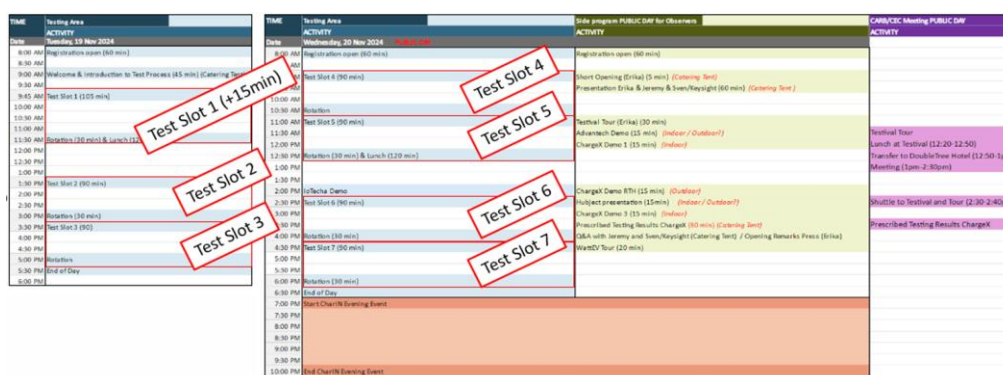 TIME Testing Area
ACTIVITY
Date Tuesday, 19 Nov 2024
8:00 AM Registration open (60 min)
8:30 AM
9:00 AM Welcome & Introduction to Test Process (45 min) (Catering Tent)
9:30 AM
9:45 AM Test Slot 1 (105 min)
10:00 AM
10:30 AM
11:00 AM
11:30 AM Rotation (30 min) & Lunch
12:00 PM
12:30 PM
1:00 PM
1:30 PM Test Slot 2 (90 min)
2:00 PM
2:30 PM
3:00 PM Rotation (30 min)
3:30 PM Test Slot 3 (90)
4:00 PM
4:30 PM
5:00 PM Rotation
5:30 PM End of Day
6:00 PM
Test Slot 1 (+15min)
Test Slot 2
Test Slot 3
TIME Testing Area
ACTIVITY
Date Wednesday, 20 Nov 2024 PUBLIC DAY
8:00 AM Registration open (60 min)
AM
Test Slot 4 (90 min)
10:00 AM
10:30 AM Rotation
11:00 AM Test Slot 5 (90 min)
11:30 AM
12:00 PM
12:30 PM Rotation (30 min) & Lunch (120 min)
1:00 PM
2:00 PM IoTecha Demo
2:30 PM Test Slot 6 (90 min)
PM
3:30 PM
4:00 PM Rotation (30 min)
4:30 PM Test Slot 7 (90 min)
5:00 PM
5:30 PM
6:00 PM Rotation (30 min)
6:30 PM End of Day
7:00 PM Start CharIN Evening Event
7:30 PM
8:00 PM
8:30 PM
9:00 PM
9:30 PM
10:00 PM End CharIN Evening Event
Test Slot 4
Test Slot 5
Test Slot 6
Test Slot 7
Side program PUBLIC DAY for Observers
ACTIVITY
Registration open (60 min)
Short Opening (Erika) (5 min) (Catering Tent)
Presentation Erika & Jeremy & Sven/Keysight (60 min) (Catering Tent )
Testival Tour (Erika) (30 min)
Advantech Demo (15 min) (Indoor / Outdoor?)
ChargeX Demo 1 (15 min) (Indoor)
ChargeX Demo RTH (15 min) (Outdoor)
Hubject presentation (15min) (Indoor / Outdoor?)
ChargeX Demo 3 (15 min) (Indoor)
Prescribed Testing Results ChargeX (60 min) (Catering Tent)
Q&A with Jeremy and Sven/Keysight (Catering Tent) / Opening Remarks Press (Erika)
WattEV Tour (20 min)
CARB/CEC Meeting PUBLIC DAY
ACTIVITY
Testival Tour
Lunch at Testival (12:20-12:50)
Transfer to DoubleTree Hotel (12:50-1
Meeting (1pm-2:30pm)
Shuttle to Testival and Tour (2:30-2:40
Prescribed Testing Results ChargeX